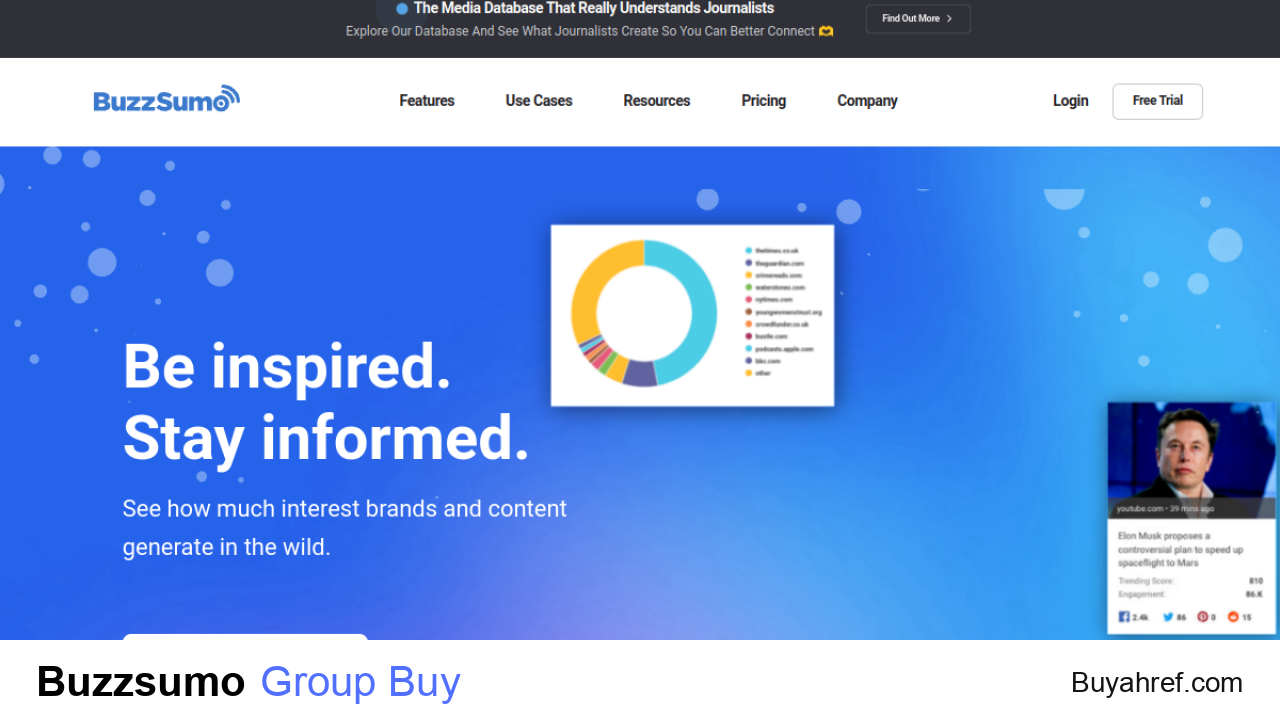 The Media Database That Really Understands Journalists
Explore Our Database And See What Journalists Create So You Can Better Connect 🫶
Find Out More
BuzzSumo
Features
Use Cases
Resources
Pricing
Company
Login
Free Trial
thetimes.co.uk
theguardian.com
crimereads.com
waterstones.com
nytimes.com
youngwomenstrust.org
crowdfunder.co.uk
bustle.com
podcasts.apple.com
bbc.com
other
Be inspired.
Stay informed.
See how much interest brands and content
generate in the wild.
youtube.com • 39 mins ago
Elon Musk proposes a
controversial plan to speed up
spaceflight to Mars
Trending Score: 810
Engagement: 86.K
2.4k 86 0 15
Buzzsumo Group Buy
Buyahref.com